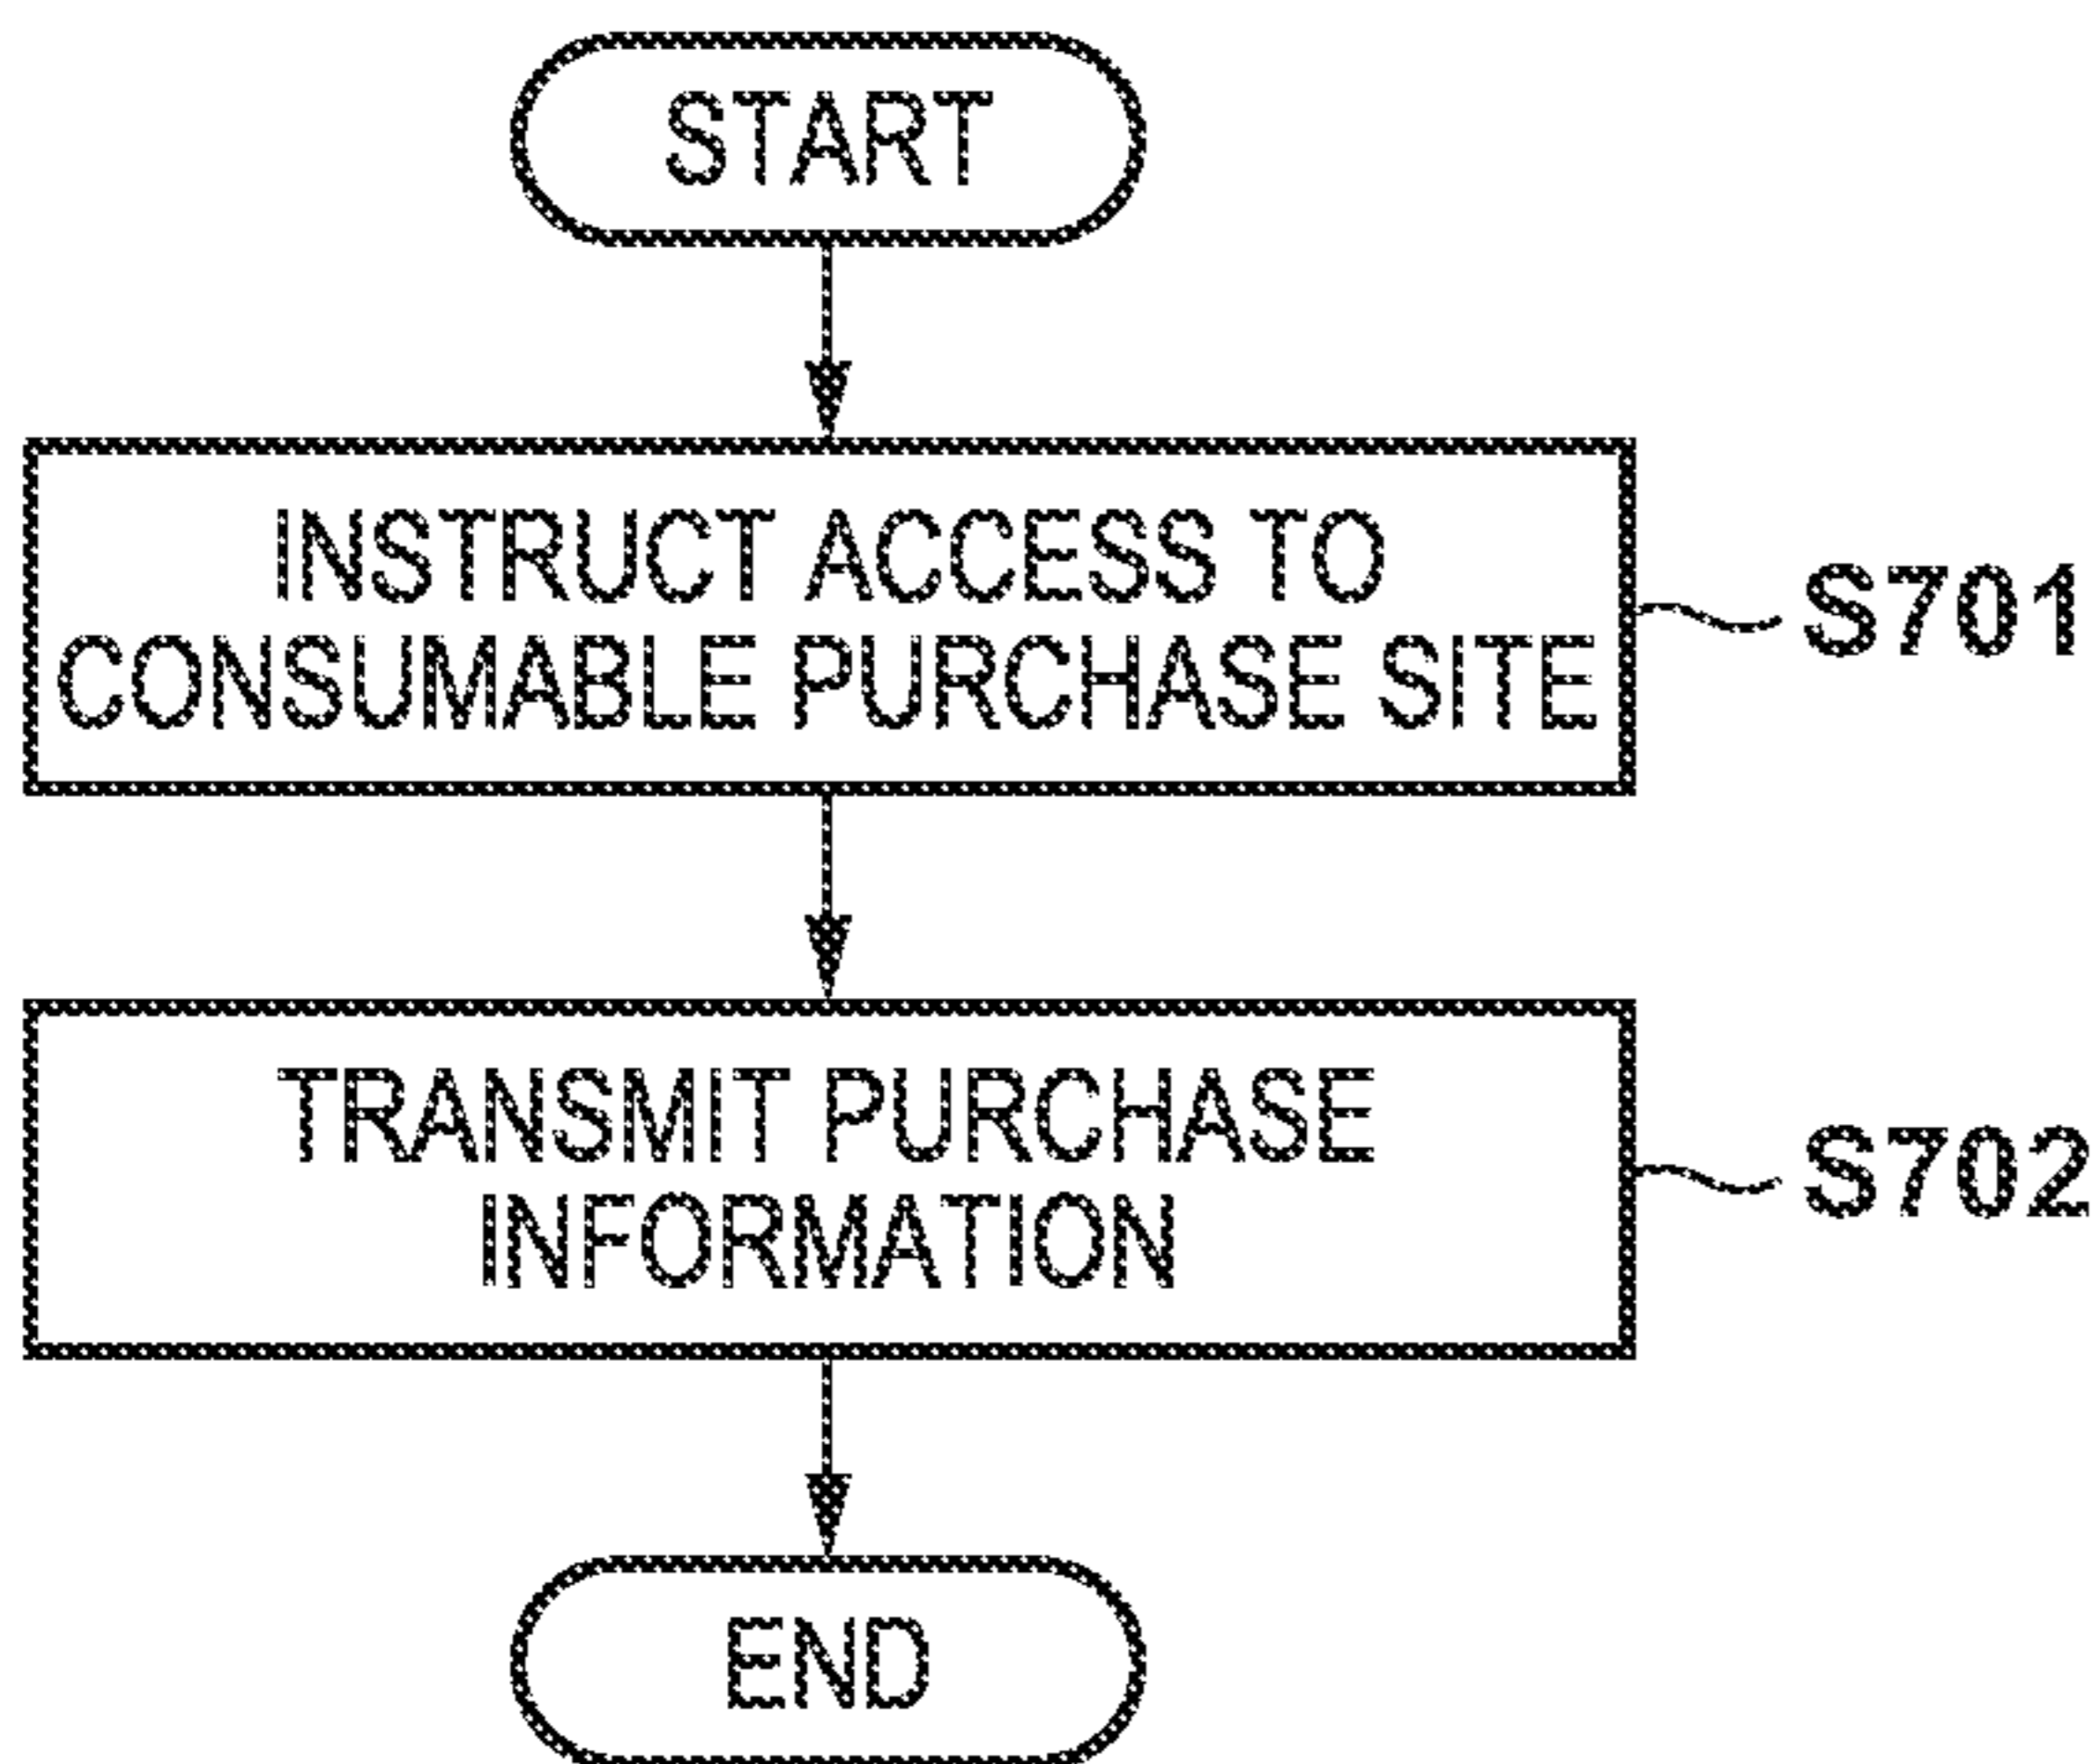 START
INSTRUCT ACCESS TO
CONSUMABLE PURCHASE SITE
S701
TRANSMIT PURCHASE
INFORMATION
S702
END